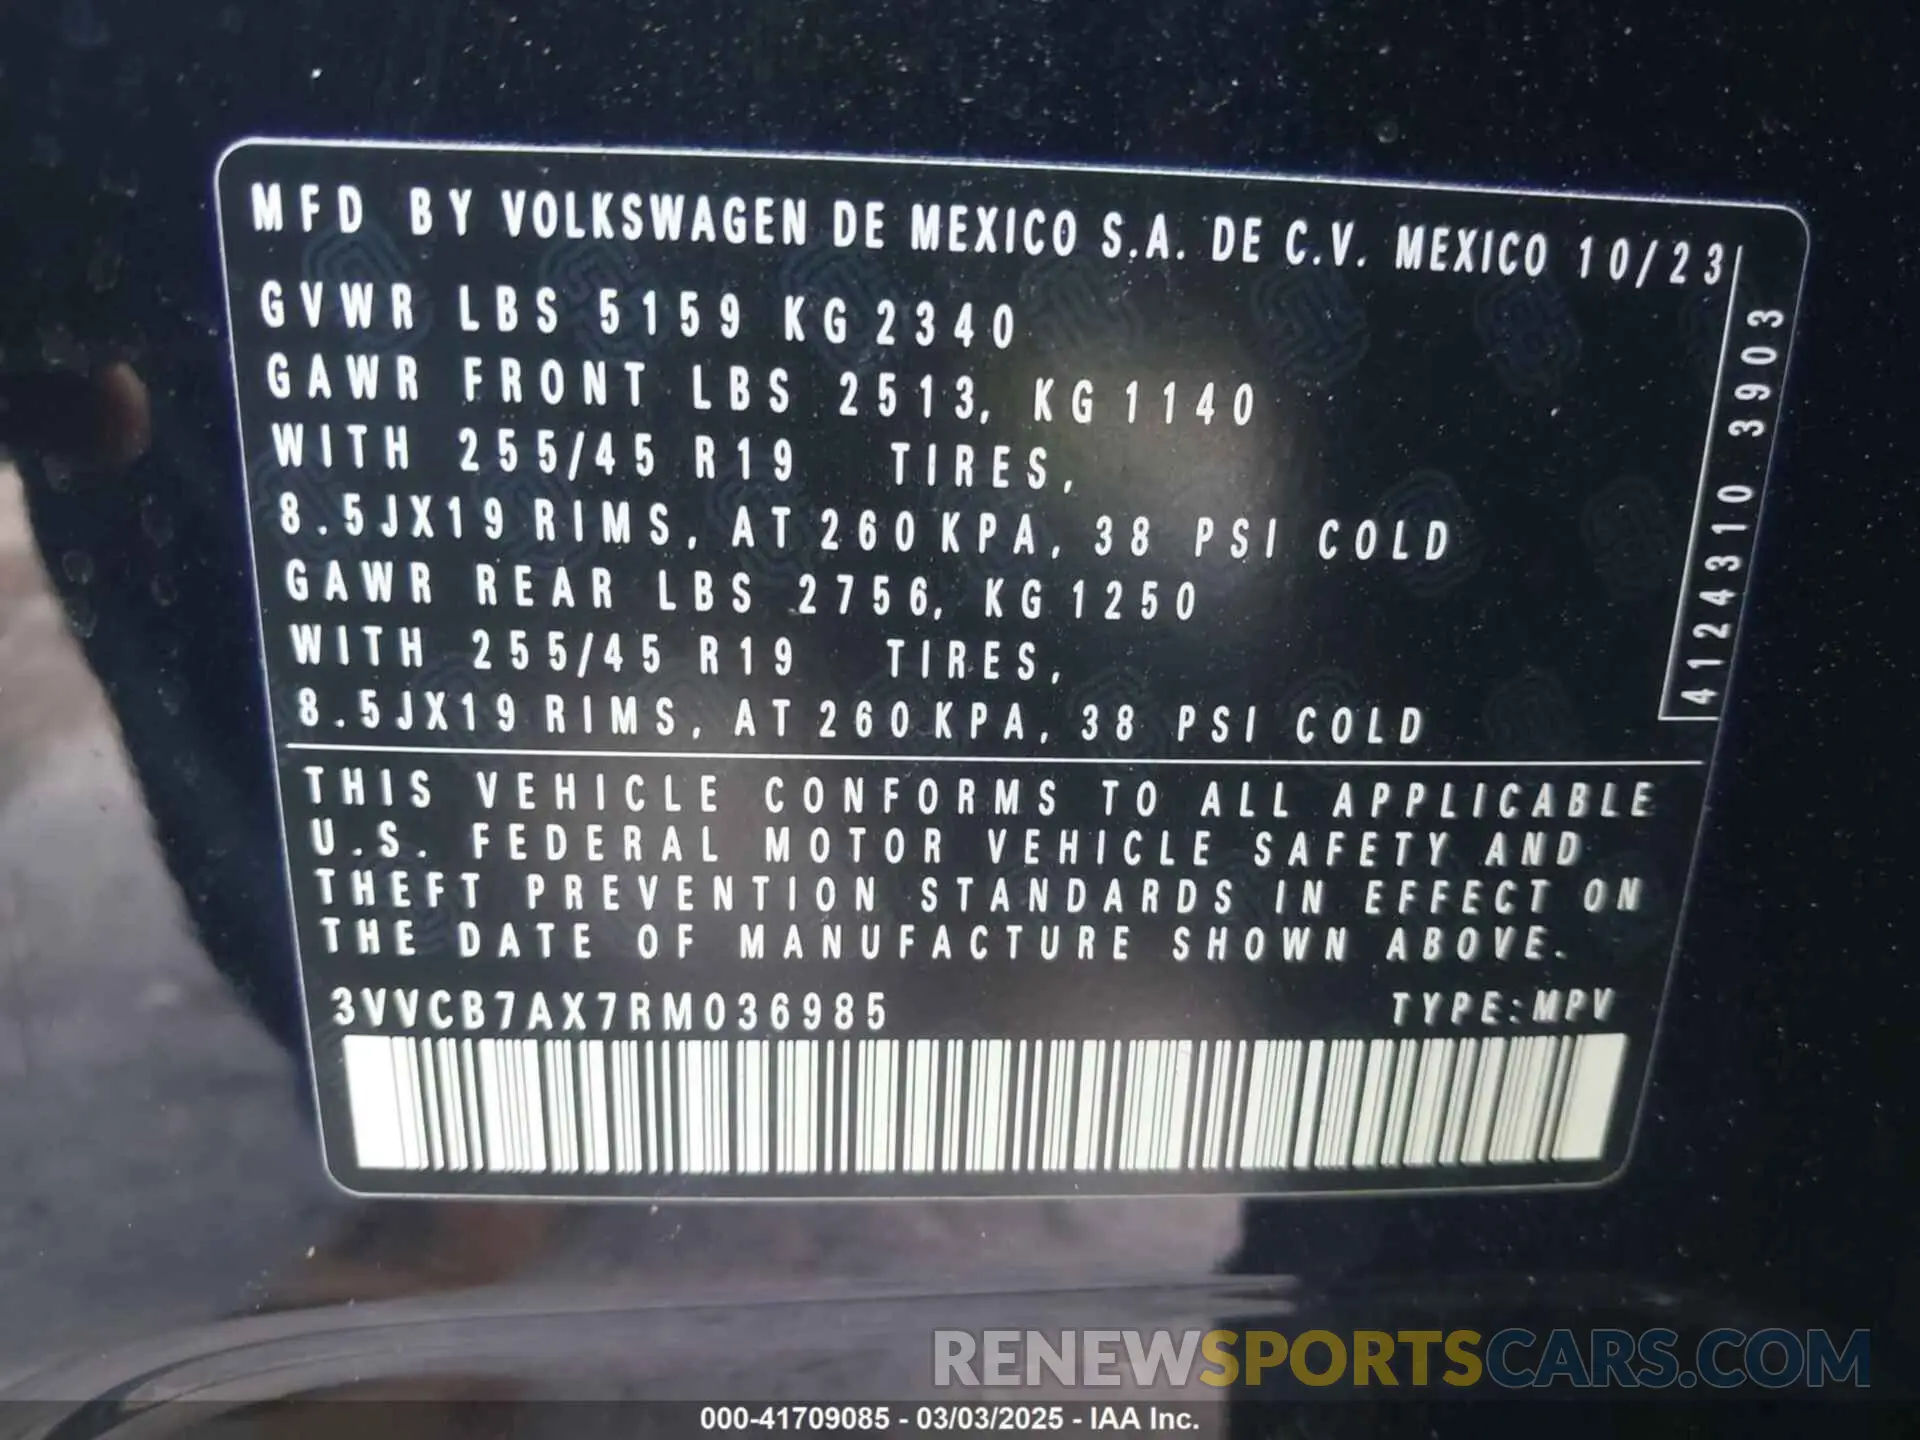 MFD BY VOLKSWAGEN DE MEXICO S.A. DE C.V. MEXICO 10/23
GVWR LBS 5159 KG 2340
GAWR FRONT LBS 2513, KG 1140
WITH 255/45 R19 TIRES,
8.5JX19 RIMS, AT 260 KPA, 38 PSI COLD
GAWR REAR LBS 2756, KG 1250
WITH 255/45 R19 TIRES,
8.5JX19 RIMS, AT 260 KPA, 38 PSI COLD
4124310 3903
THIS VEHICLE CONFORMS TO ALL APPLICABLE
U.S. FEDERAL MOTOR VEHICLE SAFETY AND
THEFT PREVENTION STANDARDS IN EFFECT ON
THE DATE OF MANUFACTURE SHOWN ABOVE.
3VVCB7AX7RM036985 TYPE:MPV
RENEWSPORTSCARS.COM
000-41709085 - 03/03/2025 - IAA Inc.